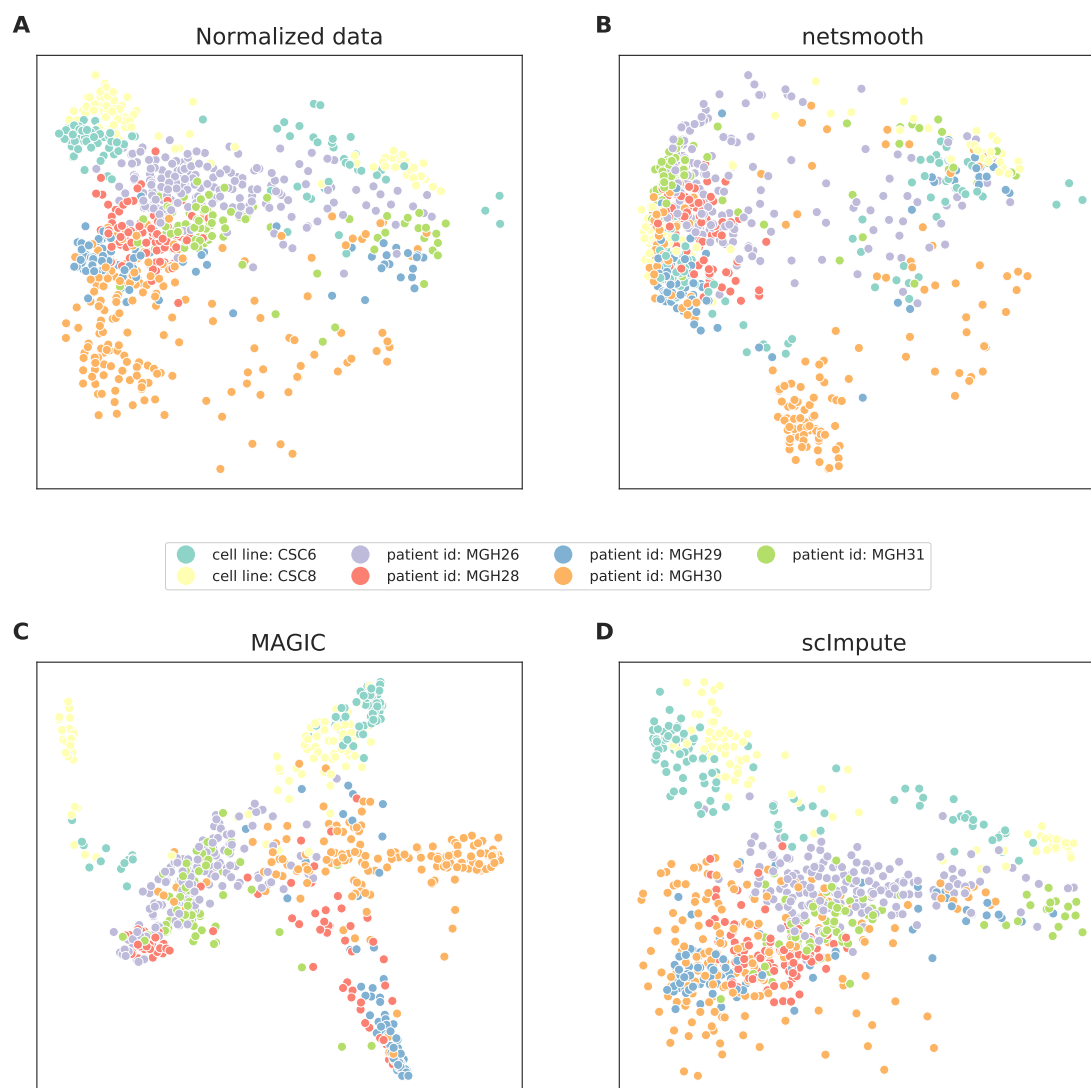 A
Normalized data
B
netsmooth
cell line: CSC6
patient id: MGH26
patient id: MGH29
patient id: MGH31
cell line: CSC8
patient id: MGH28
patient id: MGH30
C
MAGIC
D
scImpute